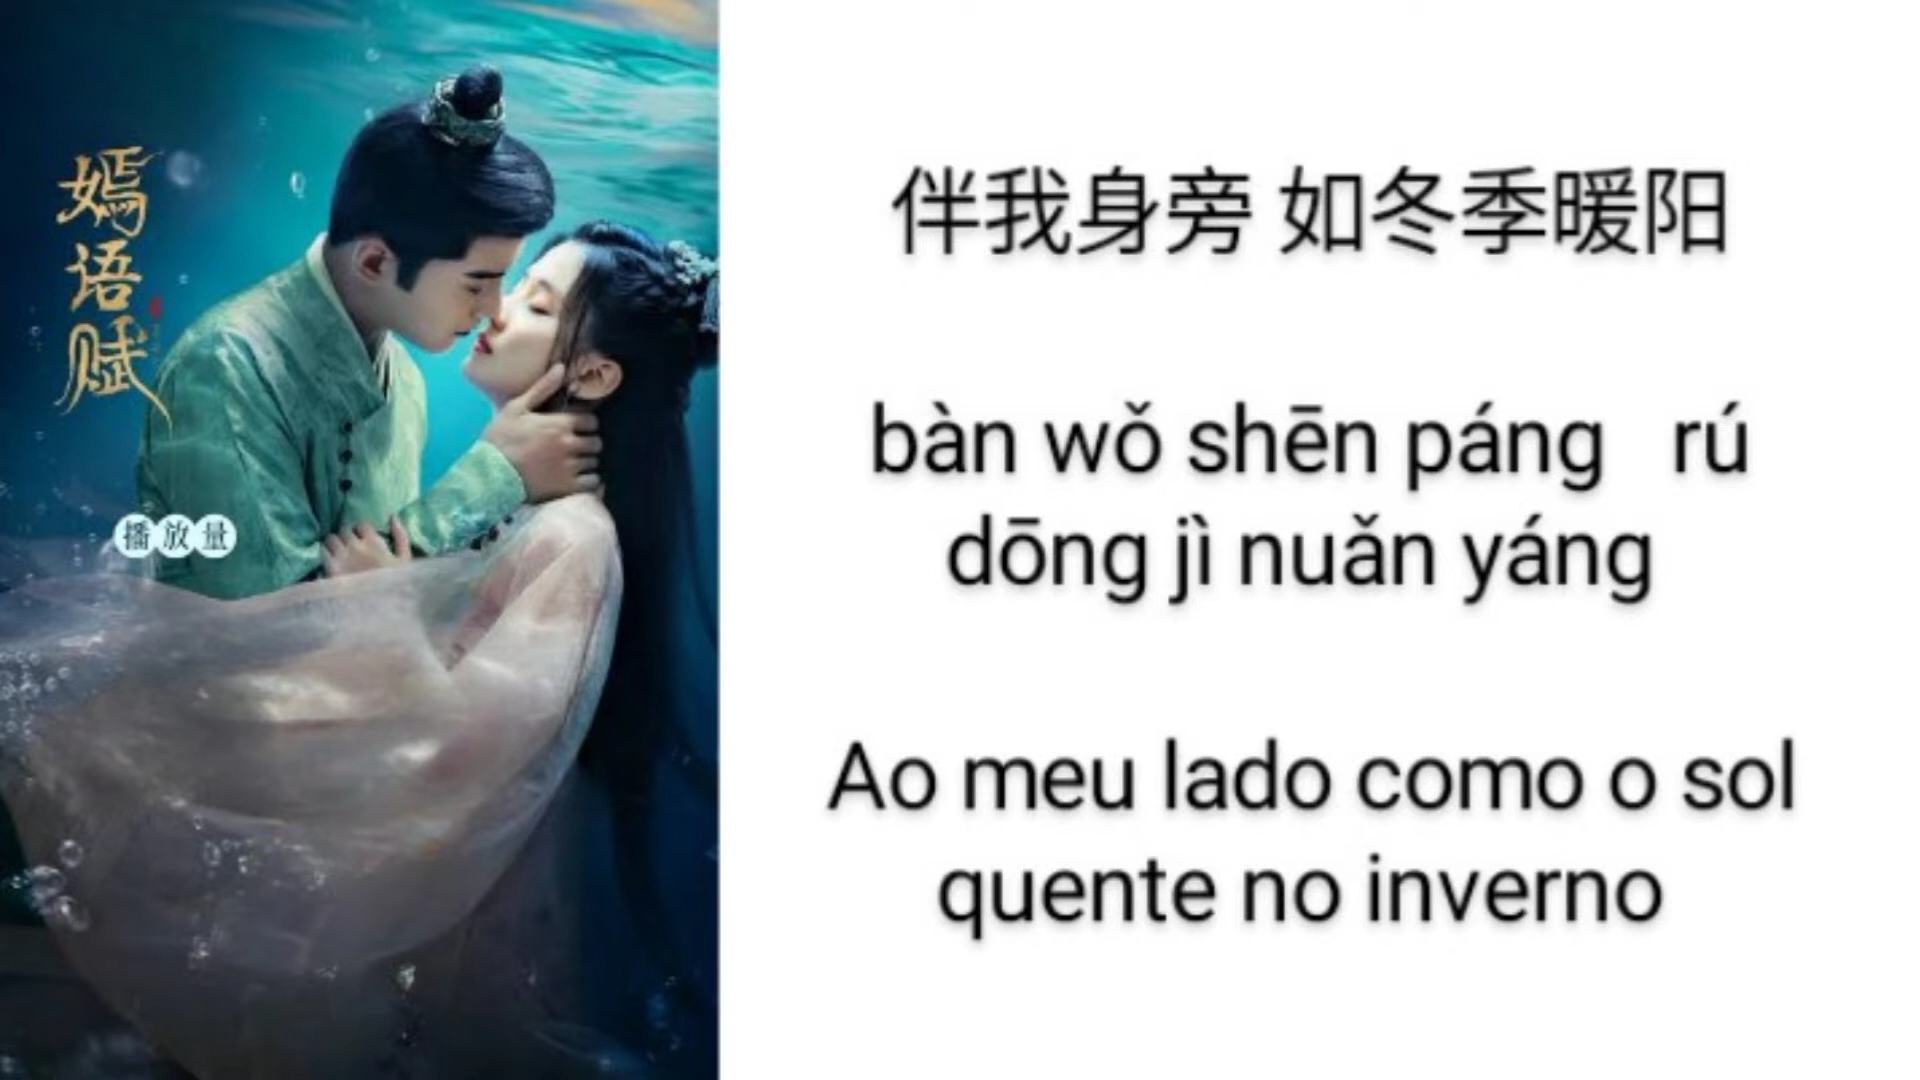 嫣语赋
播放量
伴我身旁 如冬季暖阳
bàn wǒ shēn páng rú
dōng jì nuǎn yáng
Ao meu lado como o sol
quente no inverno